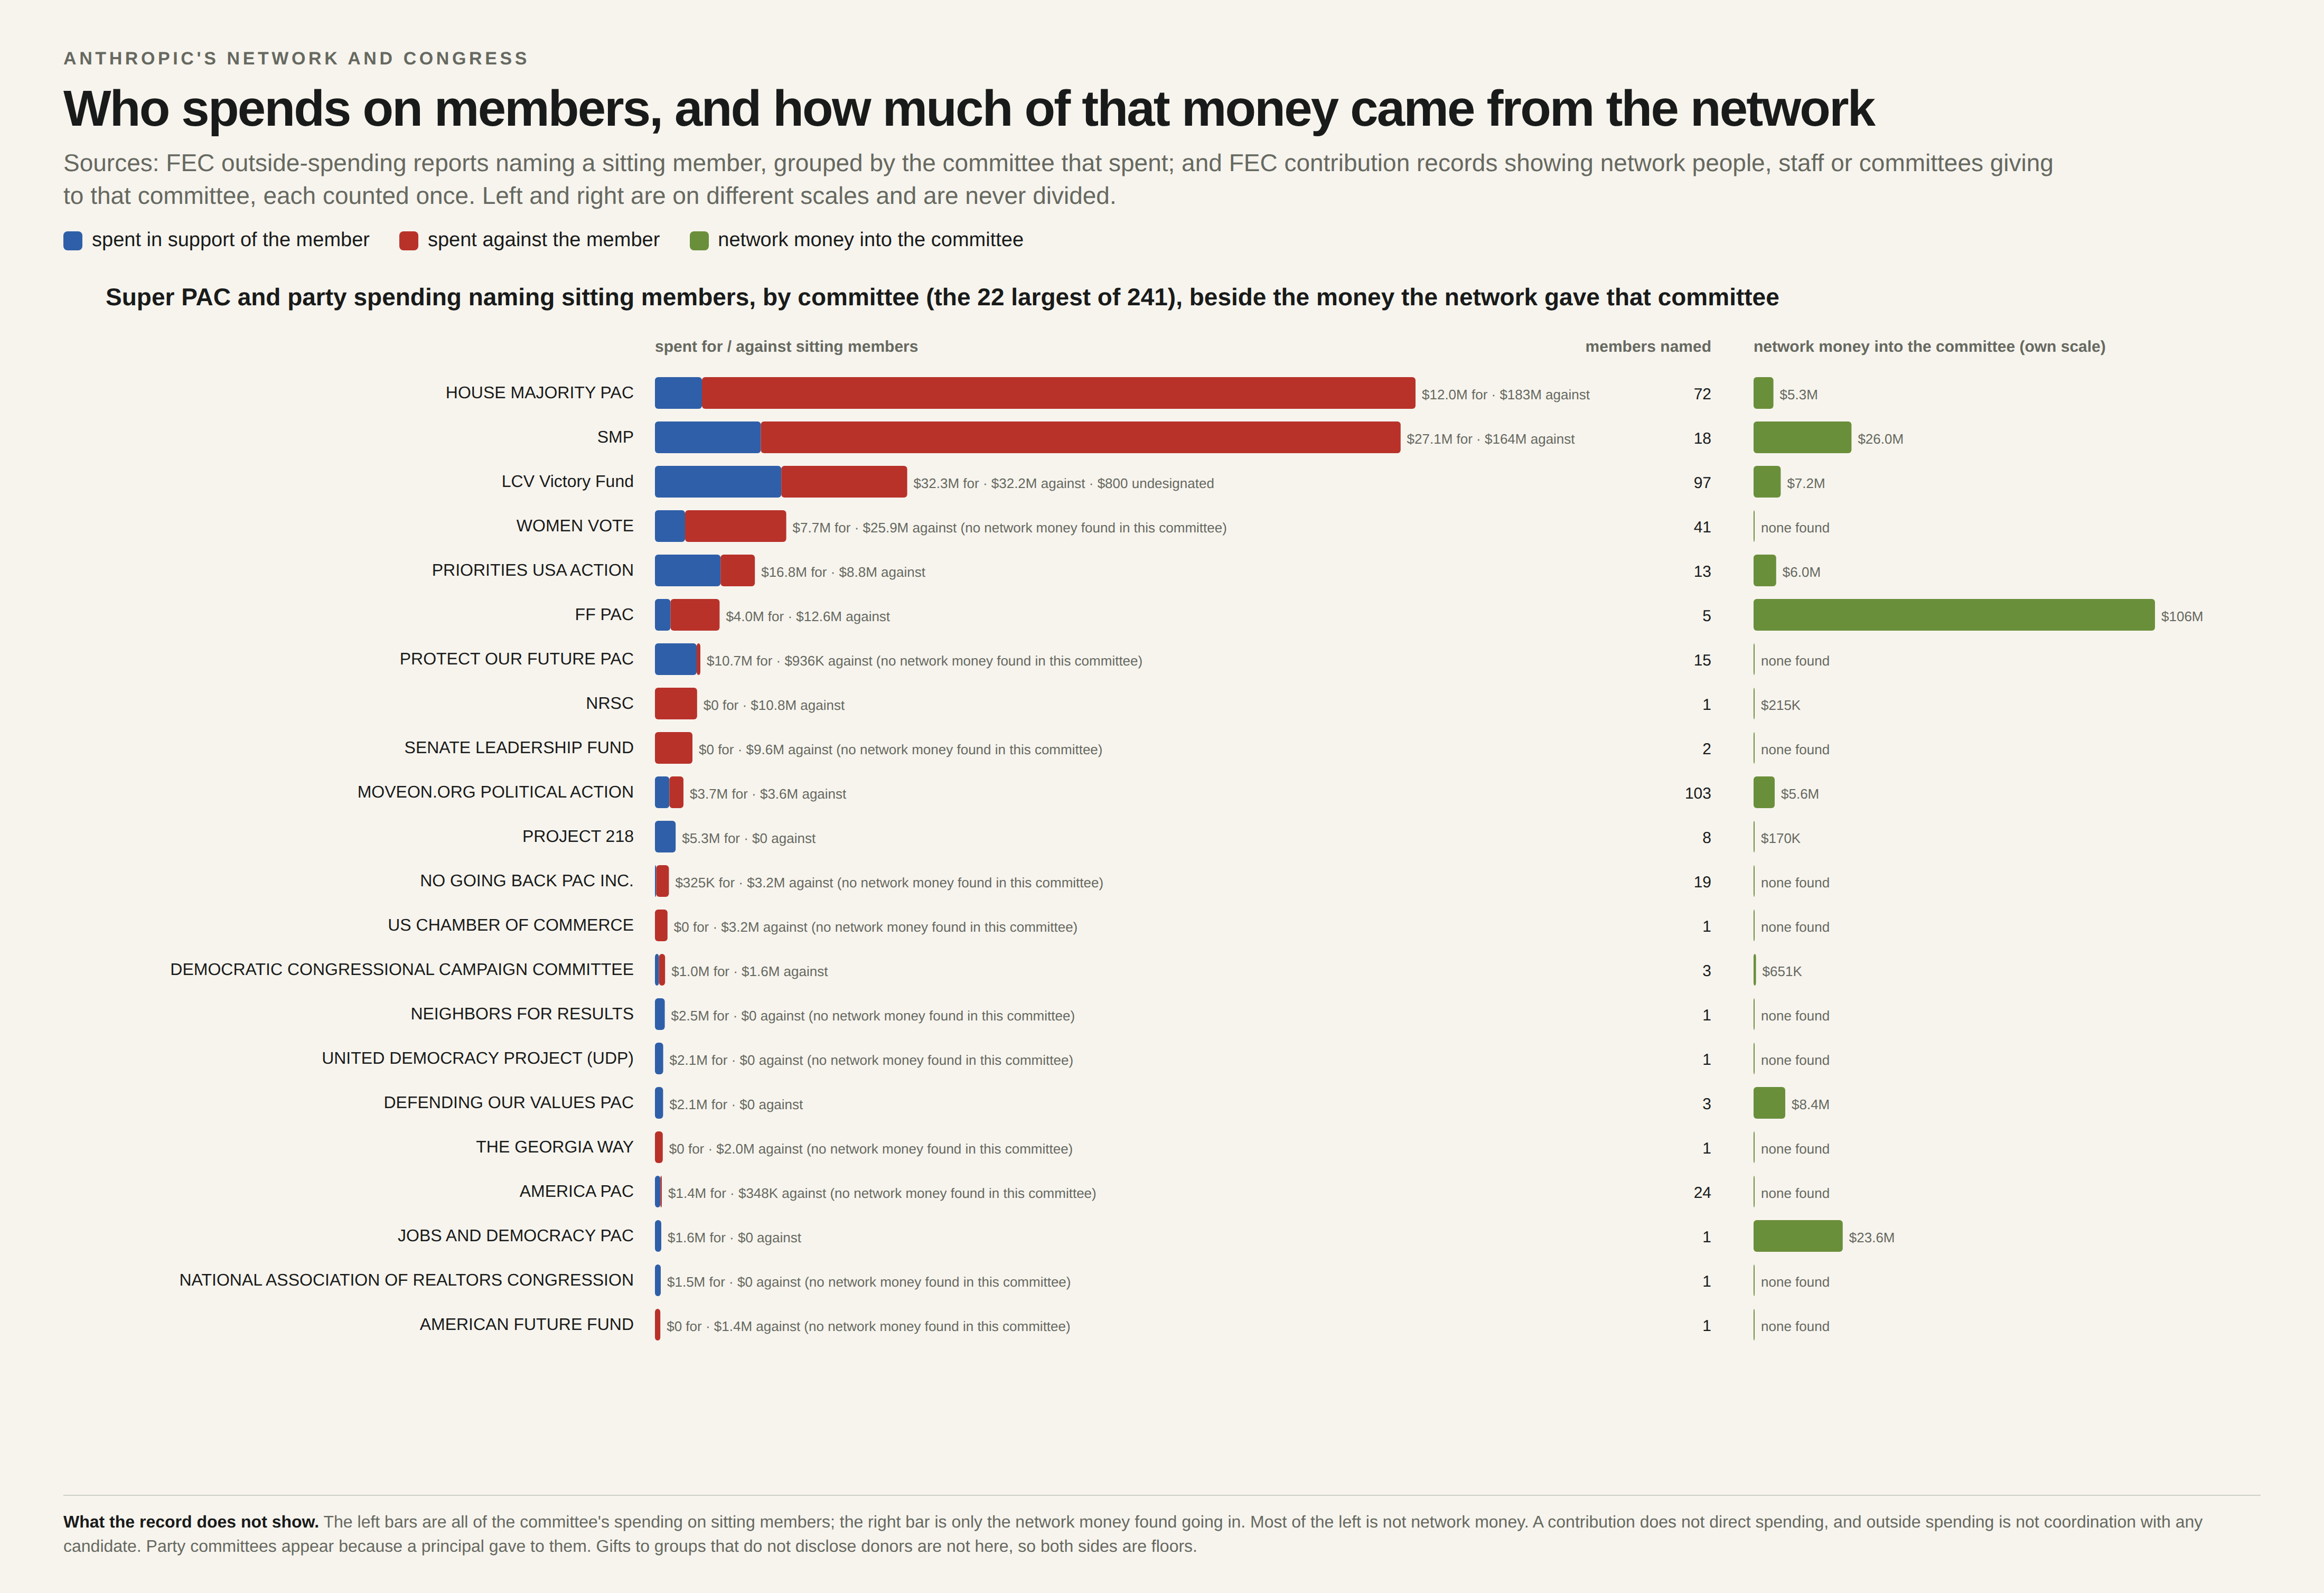 ANTHROPIC'S NETWORK AND CONGRESS
Who spends on members, and how much of that money came from the network
Sources: FEC outside-spending reports naming a sitting member, grouped by the committee that spent; and FEC contribution records showing network people, staff or committees giving
to that committee, each counted once. Left and right are on different scales and are never divided.
spent in support of the member spent against the member network money into the committee
Super PAC and party spending naming sitting members, by committee (the 22 largest of 241), beside the money the network gave that committee
spent for / against sitting members members named network money into the committee (own scale)
HOUSE MAJORITY PAC $12.0M for · $183M against 72 $5.3M
SMP $27.1M for · $164M against 18 $26.0M
LCV Victory Fund $32.3M for · $32.2M against · $800 undesignated 97 $7.2M
WOMEN VOTE $7.7M for · $25.9M against (no network money found in this committee) 41 none found
PRIORITIES USA ACTION $16.8M for · $8.8M against 13 $6.0M
FF PAC $4.0M for · $12.6M against 5 $106M
PROTECT OUR FUTURE PAC $10.7M for · $936K against (no network money found in this committee) 15 none found
NRSC $0 for · $10.8M against 1 $215K
SENATE LEADERSHIP FUND $0 for · $9.6M against (no network money found in this committee) 2 none found
MOVEON.ORG POLITICAL ACTION $3.7M for · $3.6M against 103 $5.6M
PROJECT 218 $5.3M for · $0 against 8 $170K
NO GOING BACK PAC INC. $325K for · $3.2M against (no network money found in this committee) 19 none found
US CHAMBER OF COMMERCE $0 for · $3.2M against (no network money found in this committee) 1 none found
DEMOCRATIC CONGRESSIONAL CAMPAIGN COMMITTEE $1.0M for · $1.6M against 3 $651K
NEIGHBORS FOR RESULTS $2.5M for · $0 against (no network money found in this committee) 1 none found
UNITED DEMOCRACY PROJECT (UDP) $2.1M for · $0 against (no network money found in this committee) 1 none found
DEFENDING OUR VALUES PAC $2.1M for · $0 against 3 $8.4M
THE GEORGIA WAY $0 for · $2.0M against (no network money found in this committee) 1 none found
AMERICA PAC $1.4M for · $348K against (no network money found in this committee) 24 none found
JOBS AND DEMOCRACY PAC $1.6M for · $0 against 1 $23.6M
NATIONAL ASSOCIATION OF REALTORS CONGRESSION $1.5M for · $0 against (no network money found in this committee) 1 none found
AMERICAN FUTURE FUND $0 for · $1.4M against (no network money found in this committee) 1 none found
What the record does not show. The left bars are all of the committee's spending on sitting members; the right bar is only the network money found going in. Most of the left is not network money. A contribution does not direct spending, and outside spending is not coordination with any
candidate. Party committees appear because a principal gave to them. Gifts to groups that do not disclose donors are not here, so both sides are floors.